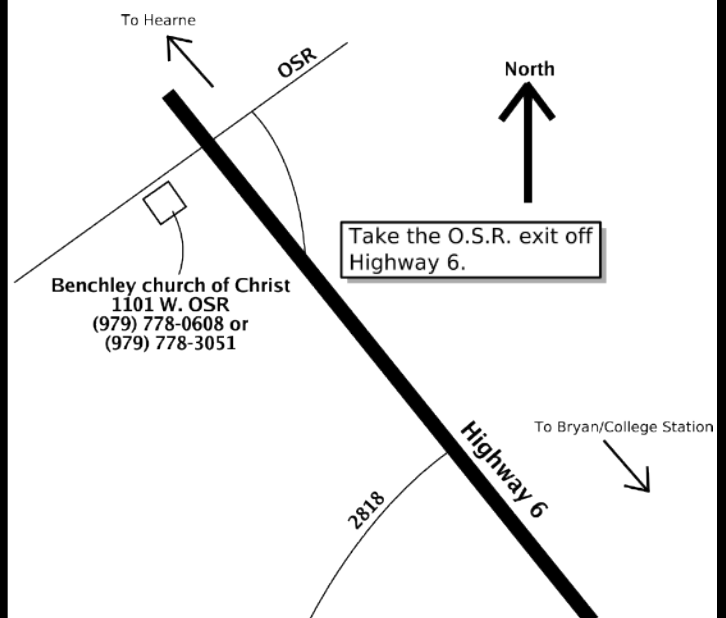 To Hearne
OSR
North
Take the O.S.R. exit off
Highway 6.
Benchley church of Christ
1101 W. OSR
(979) 778-0608 or
(979) 778-3051
To Bryan/College Station
Highway 6
2818